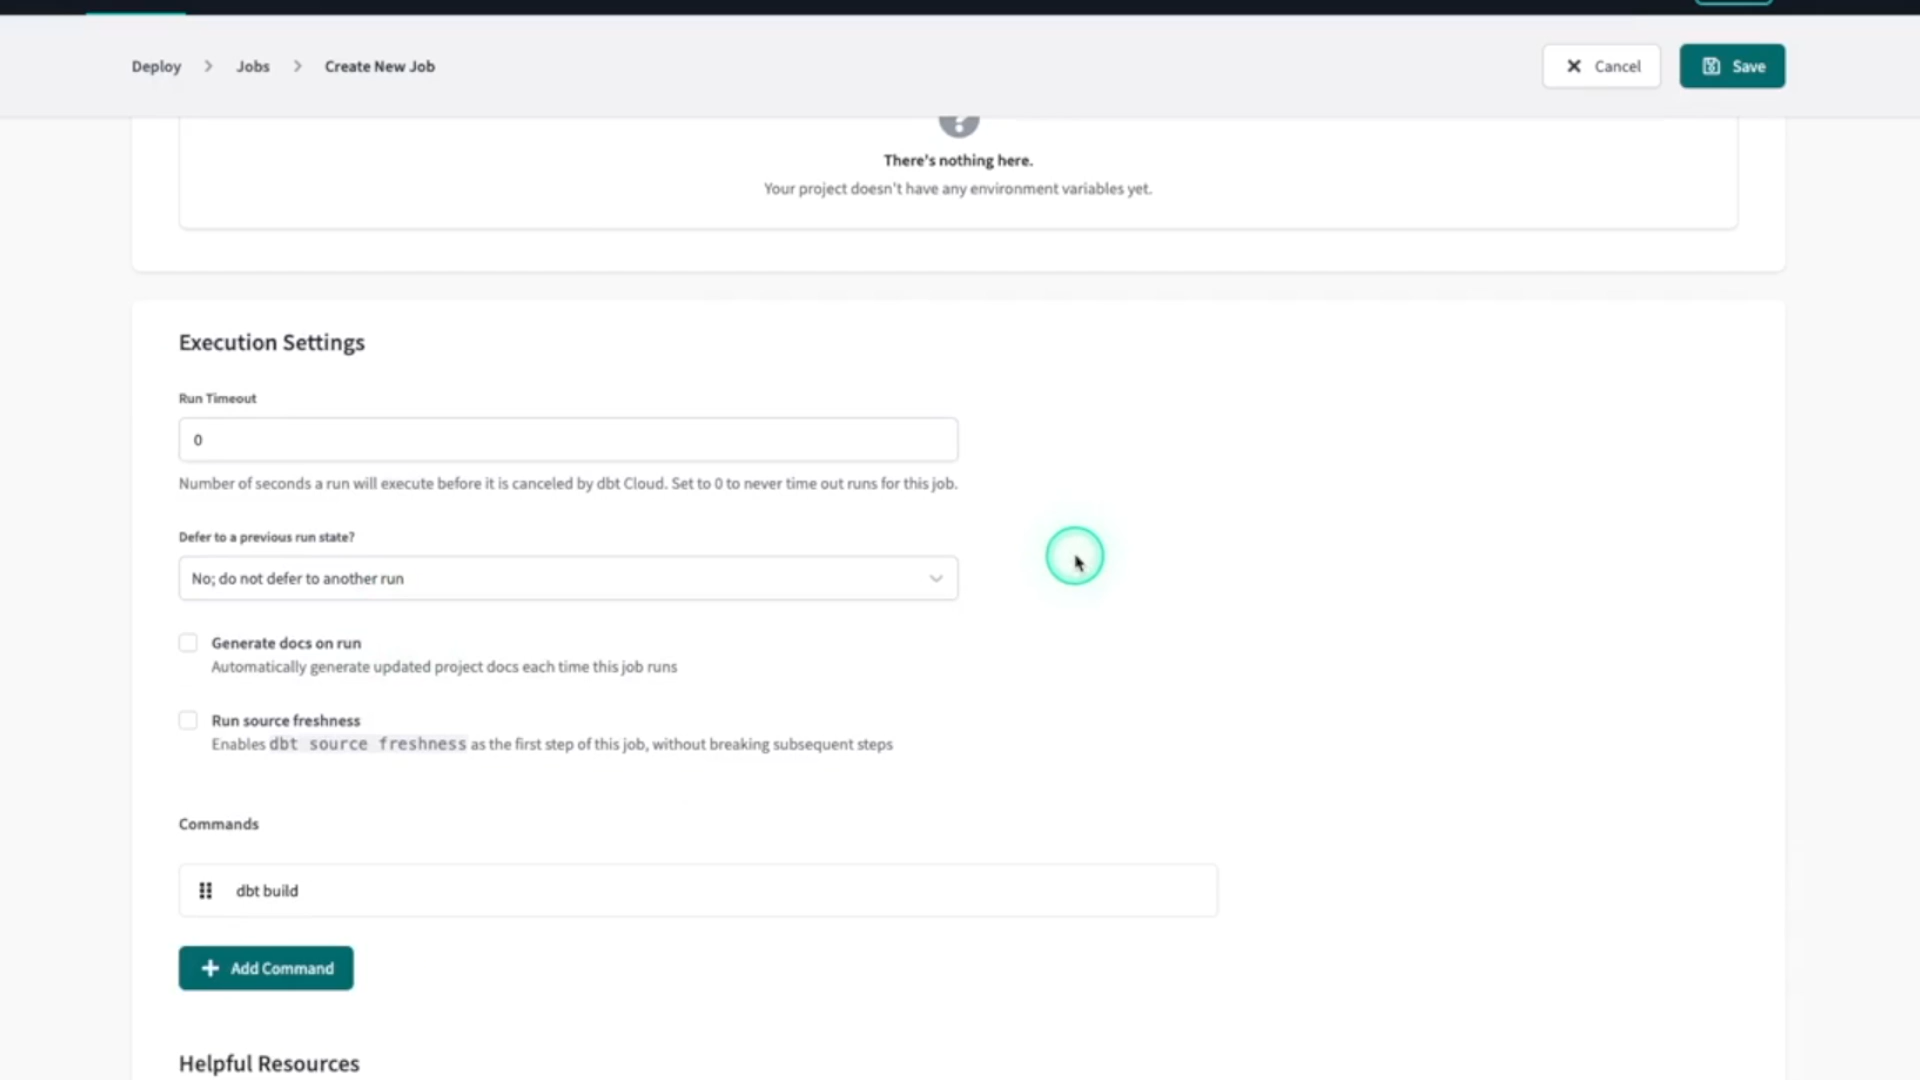 Deploy > Jobs > Create New Job
Cancel
Save
There's nothing here.
Your project doesn't have any environment variables yet.
Execution Settings
Run Timeout
0
Number of seconds a run will execute before it is canceled by dbt Cloud. Set to 0 to never time out runs for this job.
Defer to a previous run state?
No; do not defer to another run
Generate docs on run
Automatically generate updated project docs each time this job runs
Run source freshness
Enables dbt source freshness as the first step of this job, without breaking subsequent steps
Commands
dbt build
Add Command
Helpful Resources